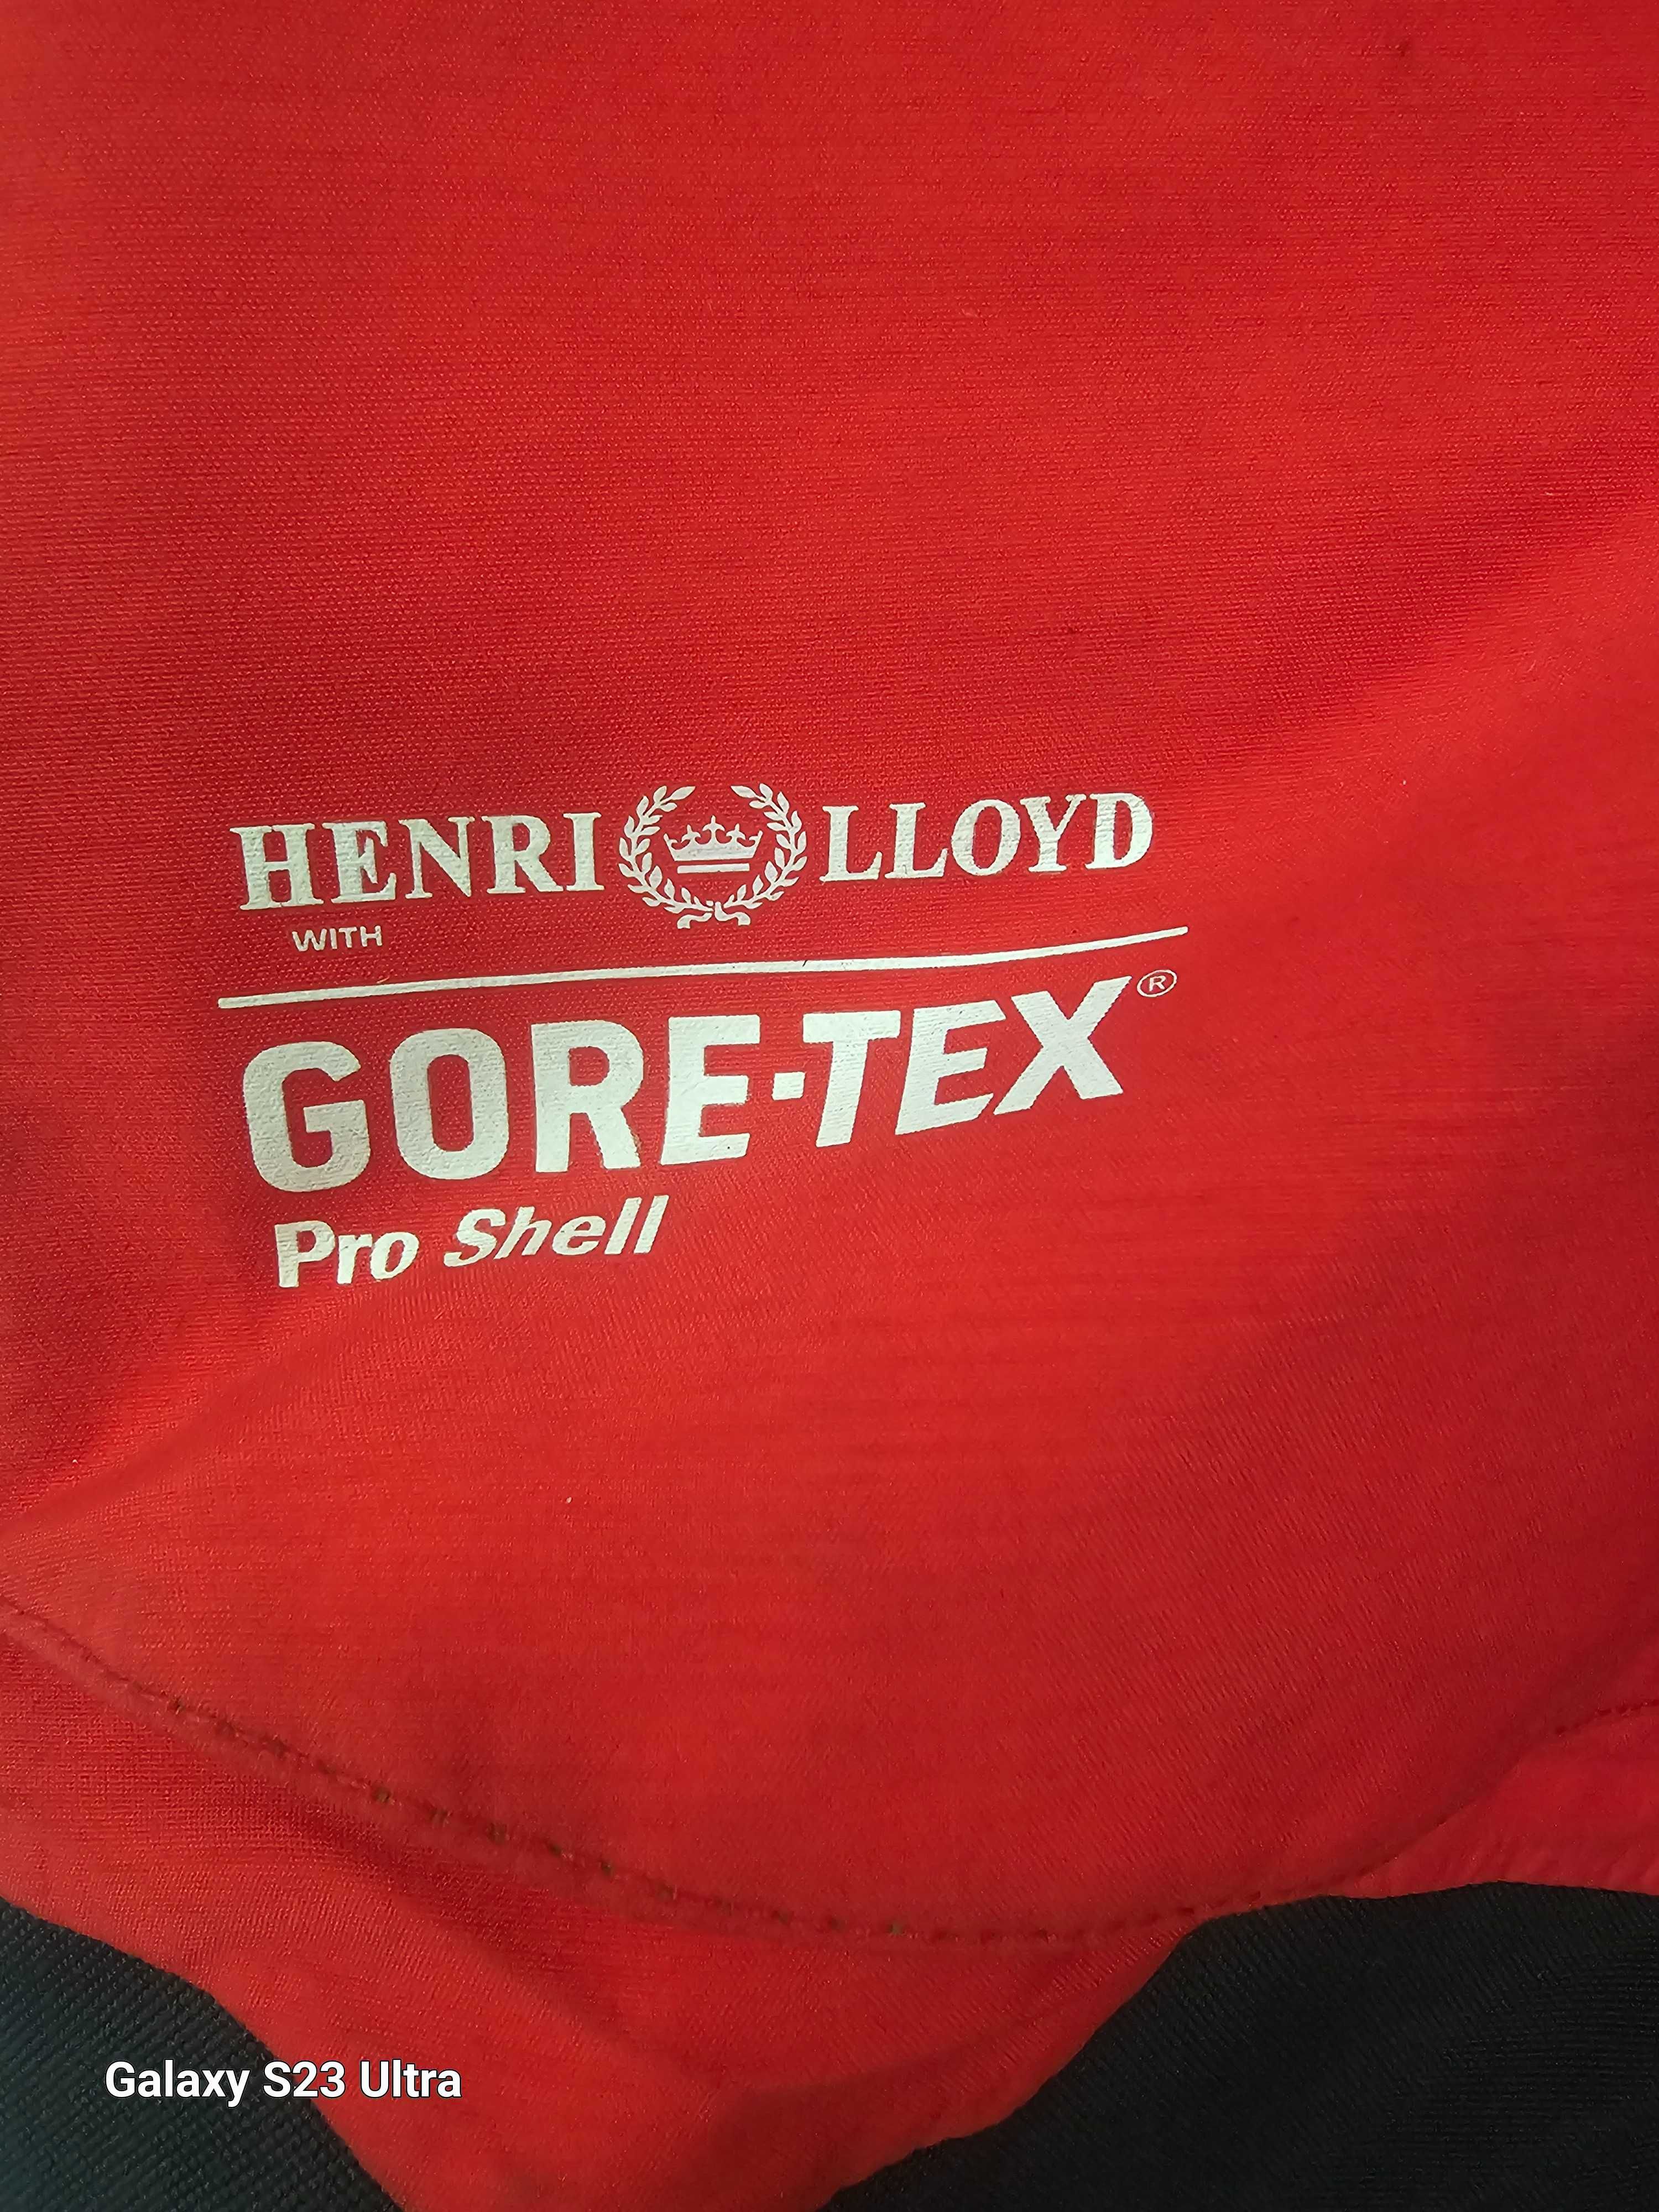 HENRI LLOYD
WITH
GORE-TEX®
Pro Shell
Galaxy S23 Ultra